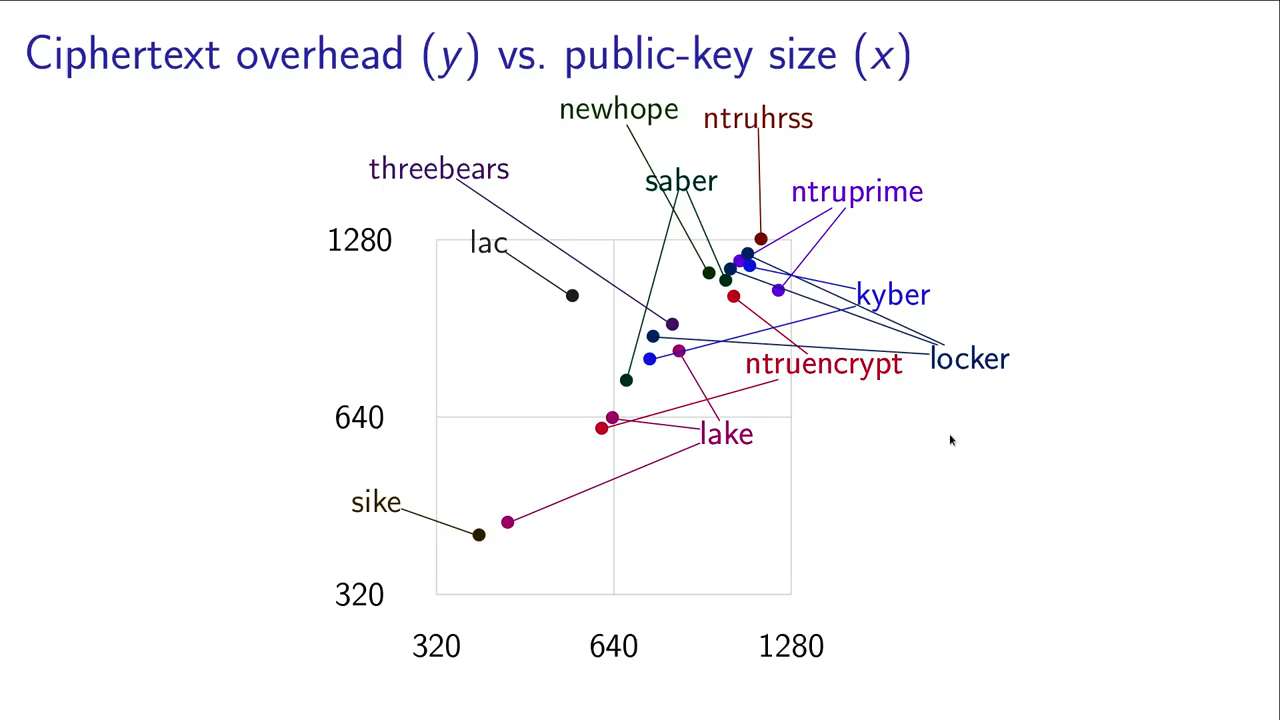 Ciphertext overhead (y) vs. public-key size (x)
newhope
ntruhrss
threebears
saber
ntruprime
1280
lac
kyber
ntruencrypt
locker
640
lake
sike
320
320 640 1280